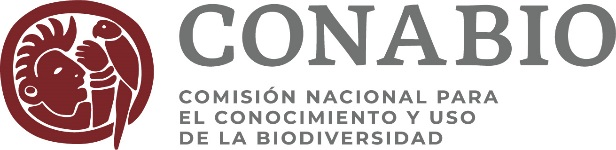 CONABIO
COMISIÓN NACIONAL PARA
EL CONOCIMIENTO Y USO
DE LA BIODIVERSIDAD